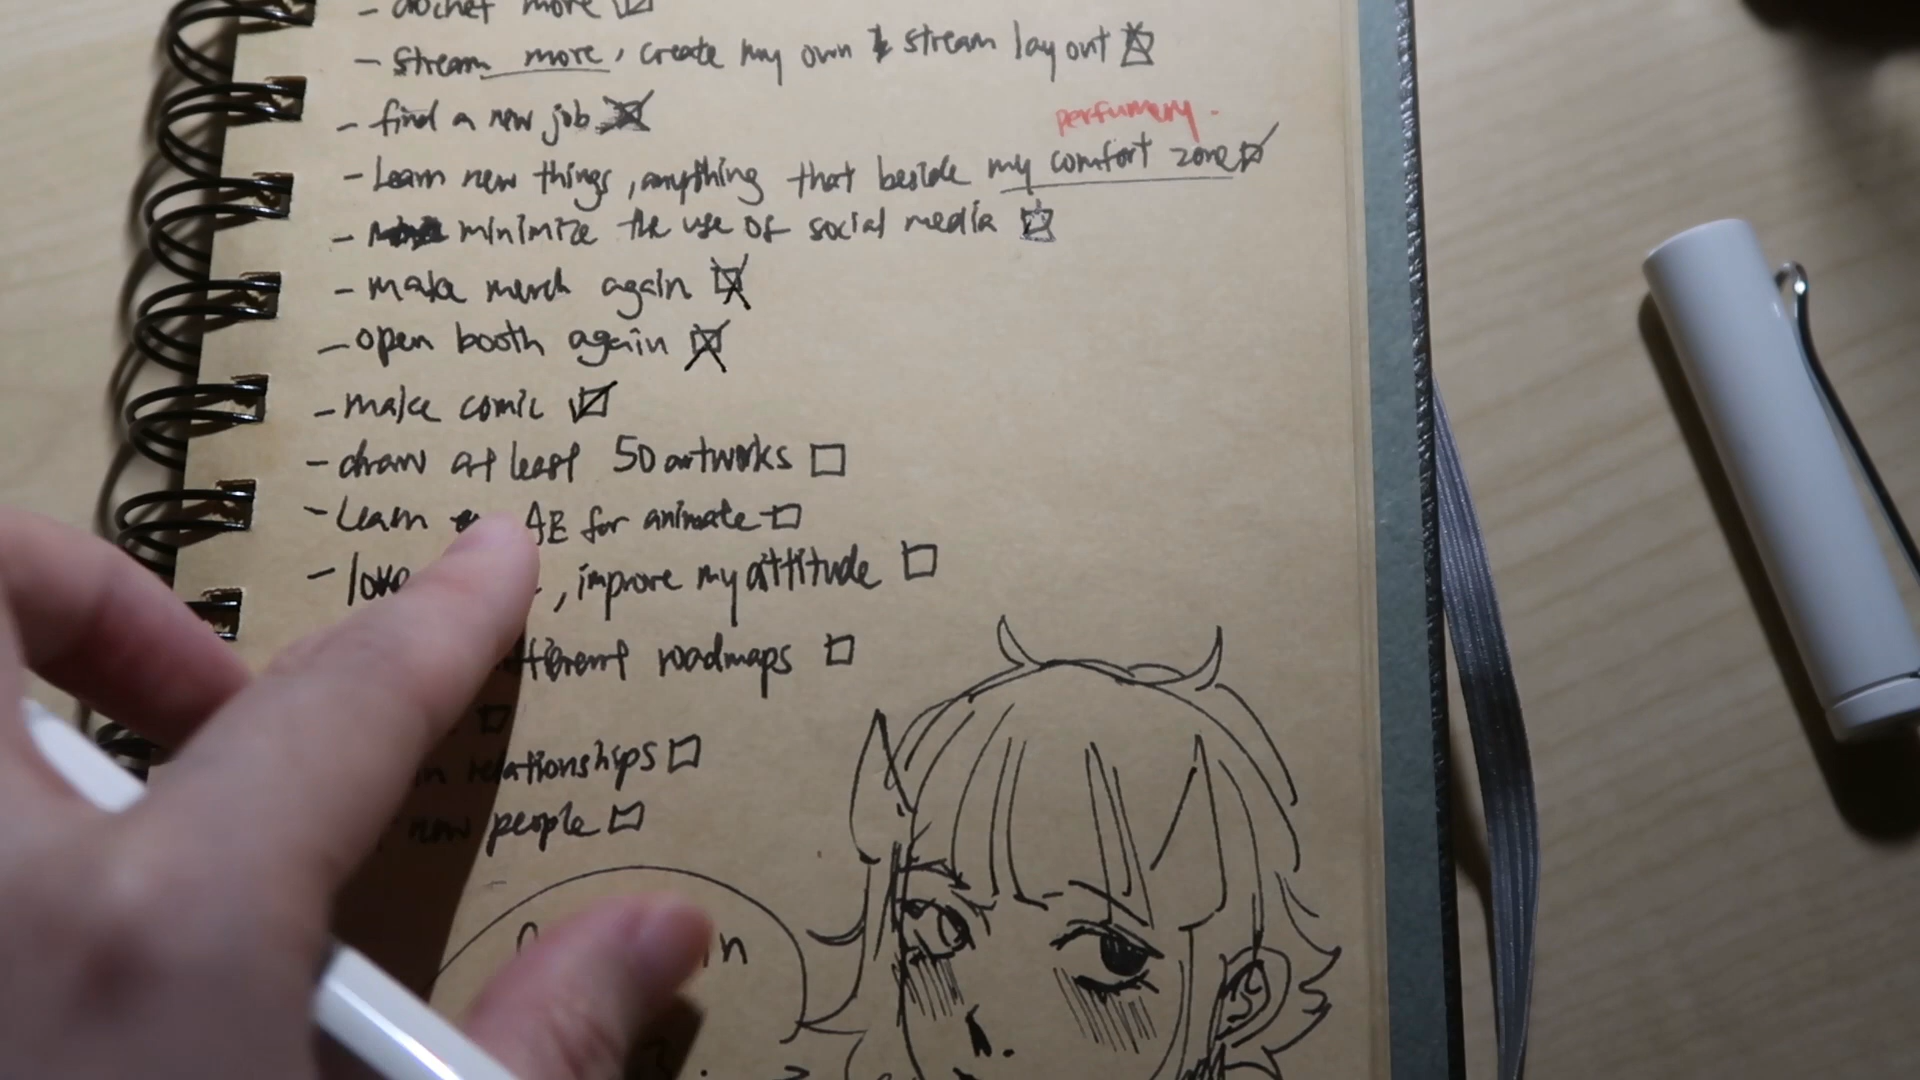 - crochet more
- stream more, create my own stream layout
- find a new job
perfumery.
- Learn new things, anything that beside my comfort zone
- minimize the use of social media
- make merch again
- open booth again
- make comic
- draw at least 50 artworks
- Learn AE for animate
- love , improve my attitude
roadmaps
relationships
new people